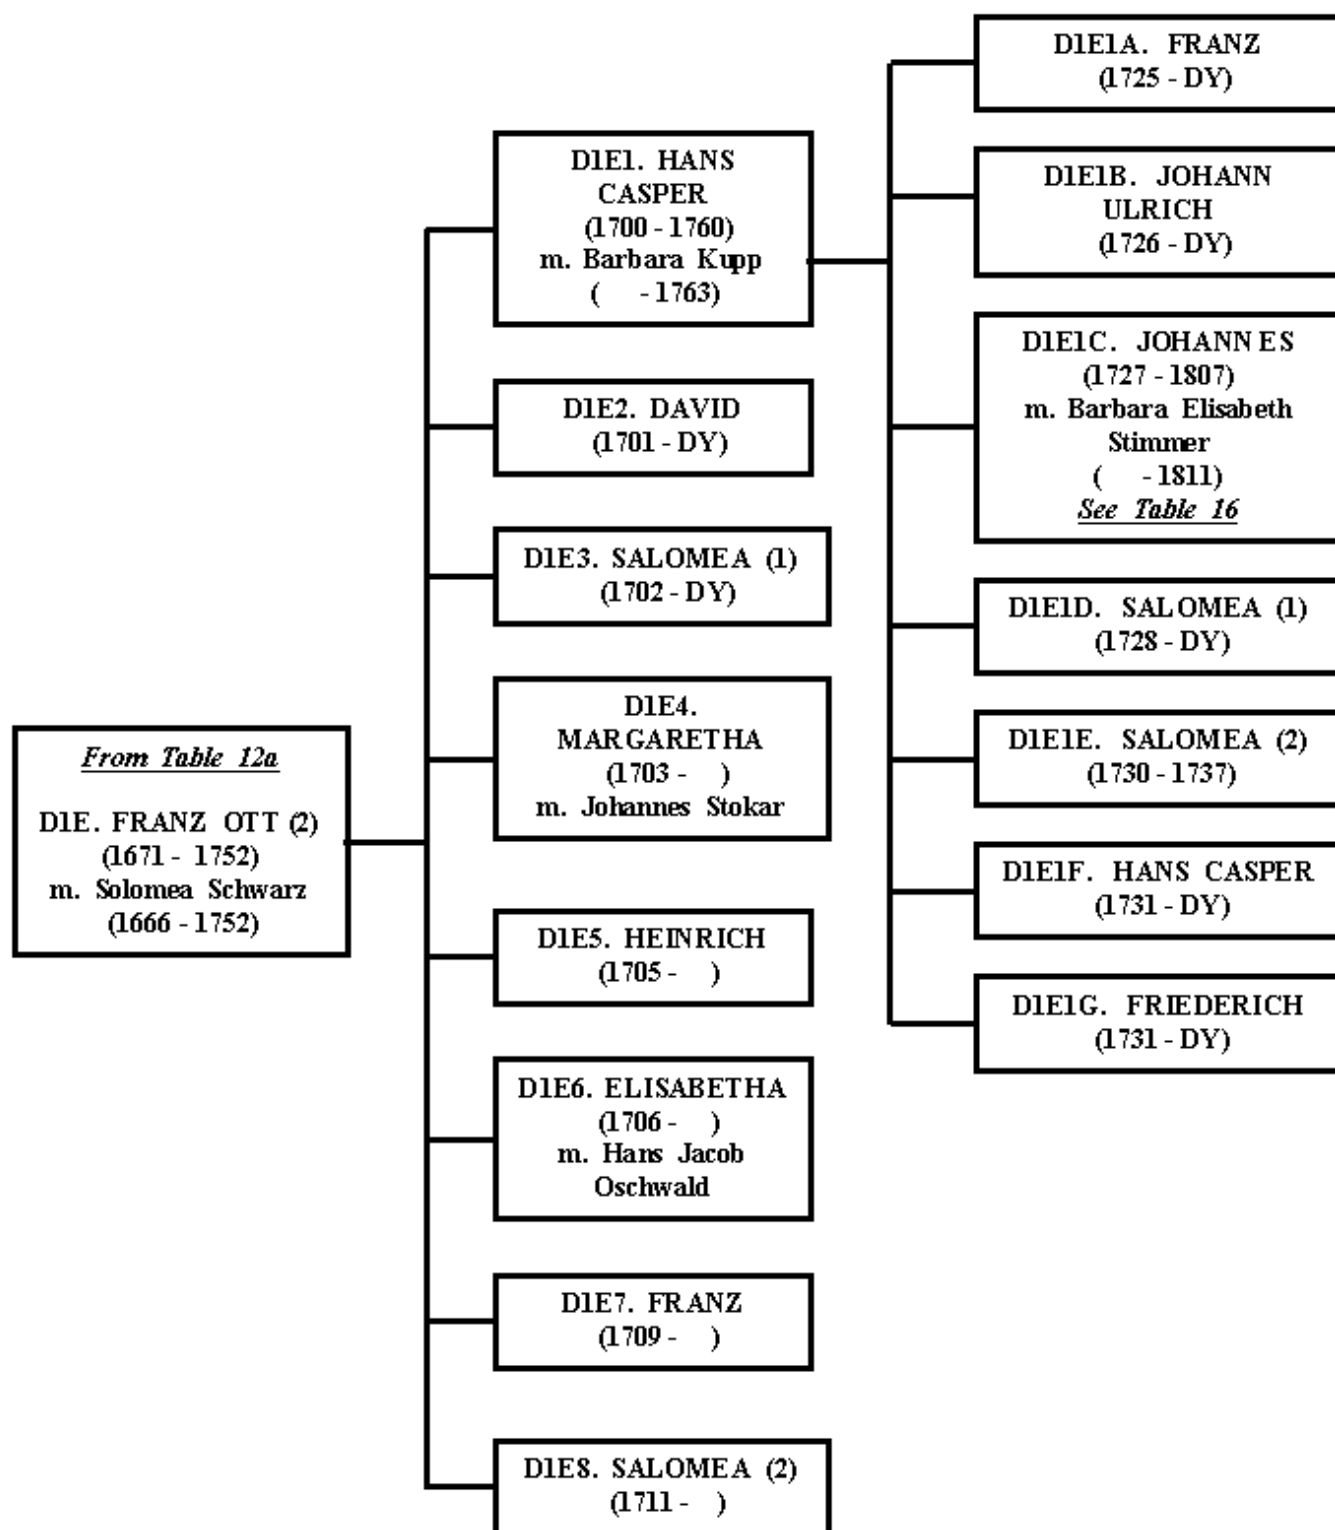 From Table 12a
D1E. FRANZ OTT (2)
(1671 - 1752)
m. Solomea Schwarz
(1666 - 1752)
D1E1. HANS
CASPER
(1700 - 1760)
m. Barbara Kupp
( - 1763)
D1E2. DAVID
(1701 - DY)
D1E3. SALOMEA (1)
(1702 - DY)
D1E4.
MARGARETHA
(1703 - )
m. Johannes Stokar
D1E5. HEINRICH
(1705 - )
D1E6. ELISABETHA
(1706 - )
m. Hans Jacob
Oschwald
D1E7. FRANZ
(1709 - )
D1E8. SALOMEA (2)
(1711 - )
D1E1A. FRANZ
(1725 - DY)
D1E1B. JOHANN
ULRICH
(1726 - DY)
D1E1C. JOHANNES
(1727 - 1807)
m. Barbara Elisabeth
Stimmer
( - 1811)
See Table 16
D1E1D. SALOMEA (1)
(1728 - DY)
D1E1E. SALOMEA (2)
(1730 - 1737)
D1E1F. HANS CASPER
(1731 - DY)
D1E1G. FRIEDERICH
(1731 - DY)